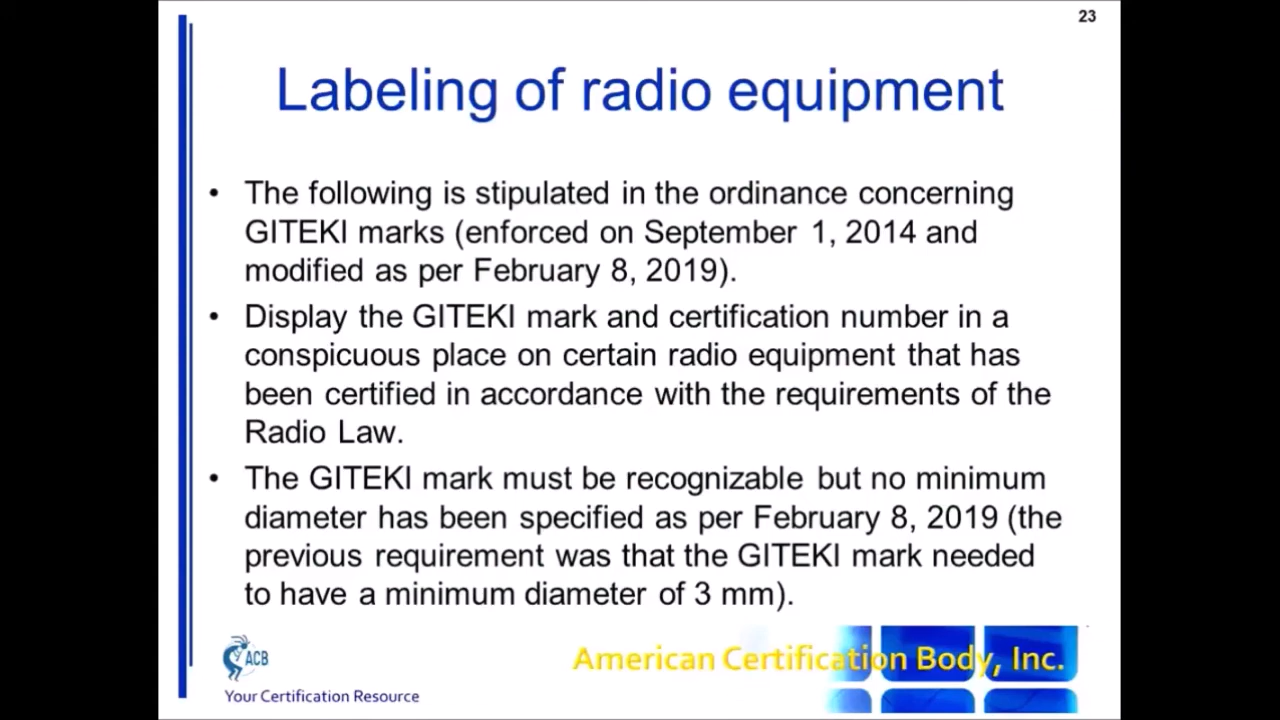 23
Labeling of radio equipment
• The following is stipulated in the ordinance concerning
GITEKI marks (enforced on September 1, 2014 and
modified as per February 8, 2019).
• Display the GITEKI mark and certification number in a
conspicuous place on certain radio equipment that has
been certified in accordance with the requirements of the
Radio Law.
• The GITEKI mark must be recognizable but no minimum
diameter has been specified as per February 8, 2019 (the
previous requirement was that the GITEKI mark needed
to have a minimum diameter of 3 mm).
ACB
American Certification Body, Inc.
Your Certification Resource